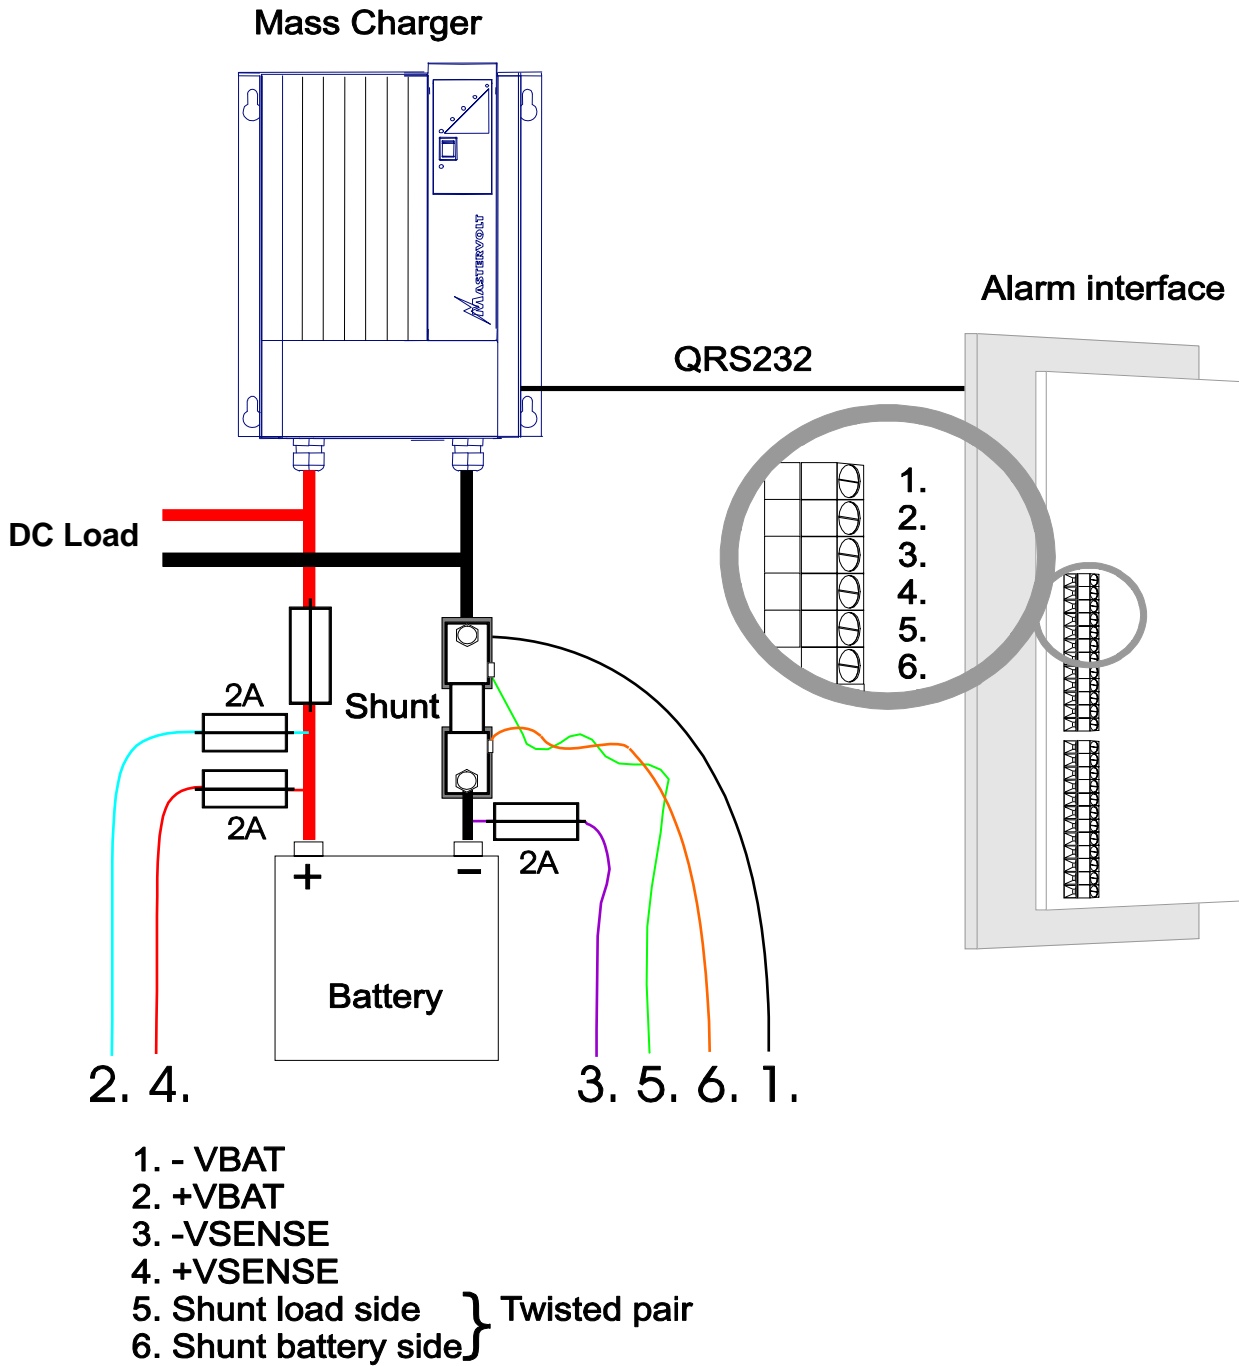 Mass Charger
MASTERVOLT
Alarm interface
QRS232
1.
2.
3.
4.
5.
6.
DC Load
2A
Shunt
2A
2A
+ −
Battery
2. 4. 3. 5. 6. 1.
1. - VBAT
2. +VBAT
3. -VSENSE
4. +VSENSE
5. Shunt load side } Twisted pair
6. Shunt battery side